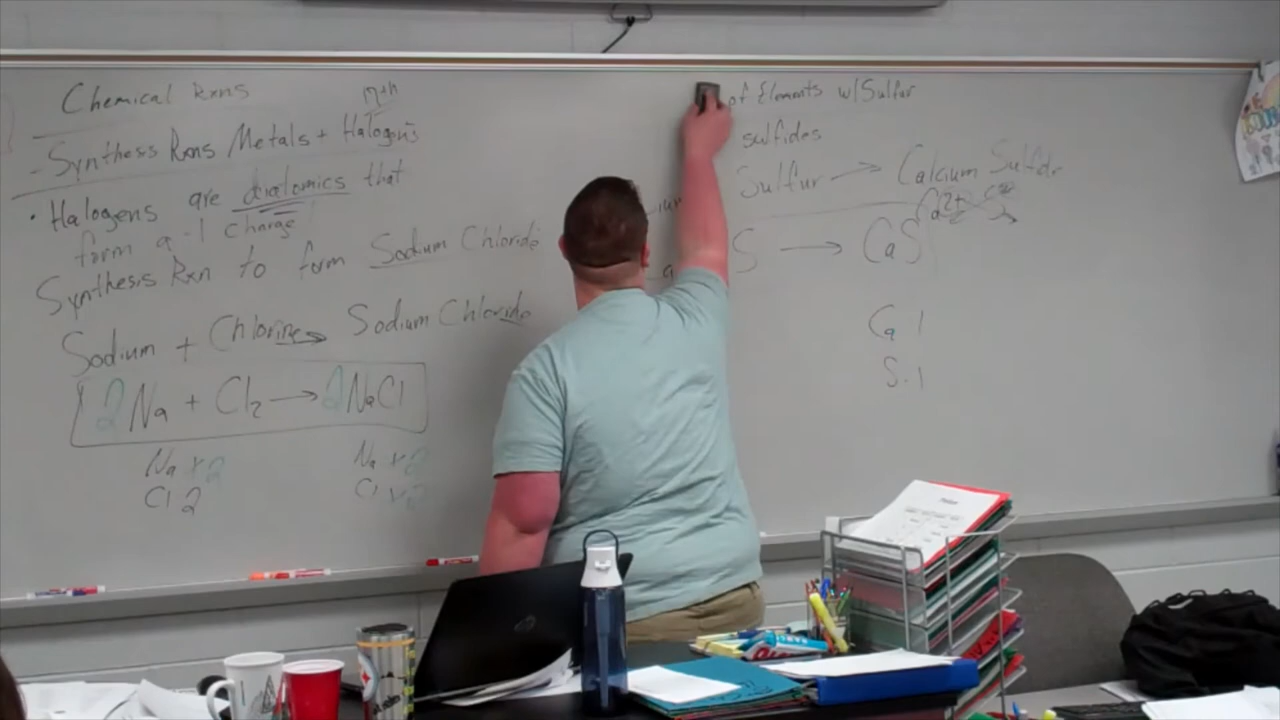 Chemical Rxns
17th
- Synthesis Rxns Metals + Halogens
• Halogens are diatomics that
form a -1 charge
Synthesis Rxn to form Sodium Chloride
Sodium + Chlorine → Sodium Chloride
2Na + Cl2 → 2NaCl
Na x2 Na x2
Cl 2 Cl x2
of Elements w/Sulfur
sulfides
Sulfur → Calcium Sulfide
S → CaS
Ca 1
S. 1